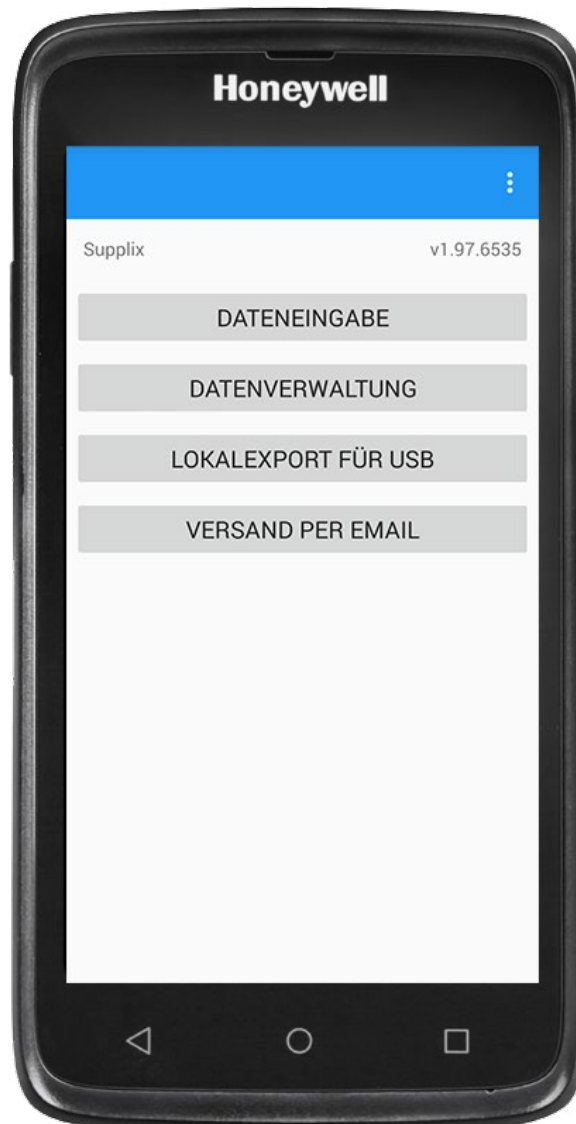 Honeywell
Supplix v1.97.6535
DATENEINGABE
DATENVERWALTUNG
LOKALEXPORT FÜR USB
VERSAND PER EMAIL